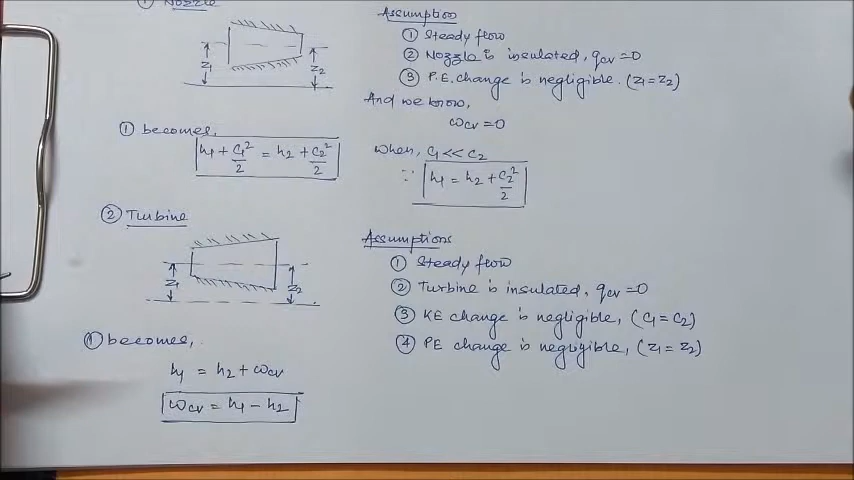 ① Nozzle
Z1
Z2
Assumption
① Steady flow
② Nozzle is insulated, qcv = 0
③ P.E. change is negligible. (Z1 = Z2)
And we know,
ωcv = 0
① becomes,
h1 + C1²/2 = h2 + C2²/2
when, C1 << C2
∵ h1 = h2 + C2²/2
② Turbine
Z1
Z2
Assumptions
① Steady flow
② Turbine is insulated, qcv = 0
③ KE change is negligible, (C1 = C2)
④ PE change is negligible, (Z1 = Z2)
① becomes,
h1 = h2 + ωcv
ωcv = h1 − h2